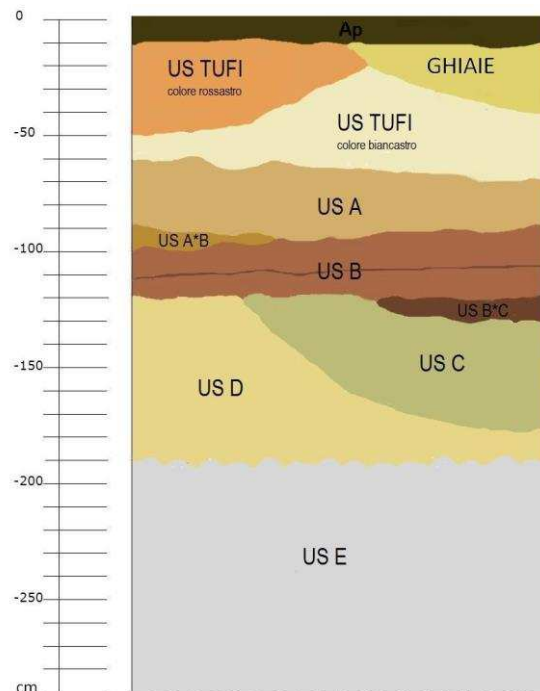 0
Ap
US TUFI
colore rossastro
GHIAIE
-50
US TUFI
colore biancastro
US A
US A*B
-100
US B
US B*C
-150
US C
US D
-200
US E
-250
cm